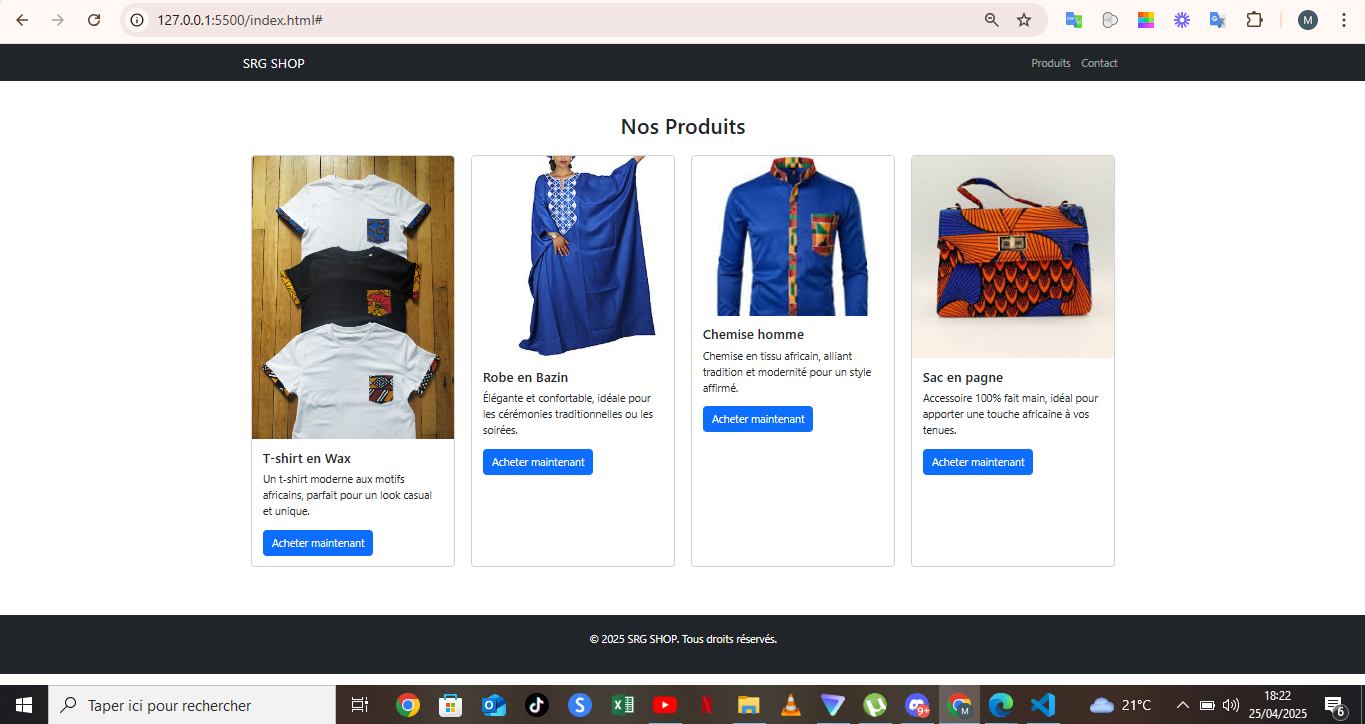 127.0.0.1:5500/index.html#
M
SRG SHOP
Produits
Contact
Nos Produits
T-shirt en Wax
Un t-shirt moderne aux motifs
africains, parfait pour un look casual
et unique.
Acheter maintenant
Robe en Bazin
Élégante et confortable, idéale pour
les cérémonies traditionnelles ou les
soirées.
Acheter maintenant
Chemise homme
Chemise en tissu africain, alliant
tradition et modernité pour un style
affirmé.
Acheter maintenant
Sac en pagne
Accessoire 100% fait main, idéal pour
apporter une touche africaine à vos
tenues.
Acheter maintenant
© 2025 SRG SHOP. Tous droits réservés.
Taper ici pour rechercher
9+
M
21°C
18:22
25/04/2025
6